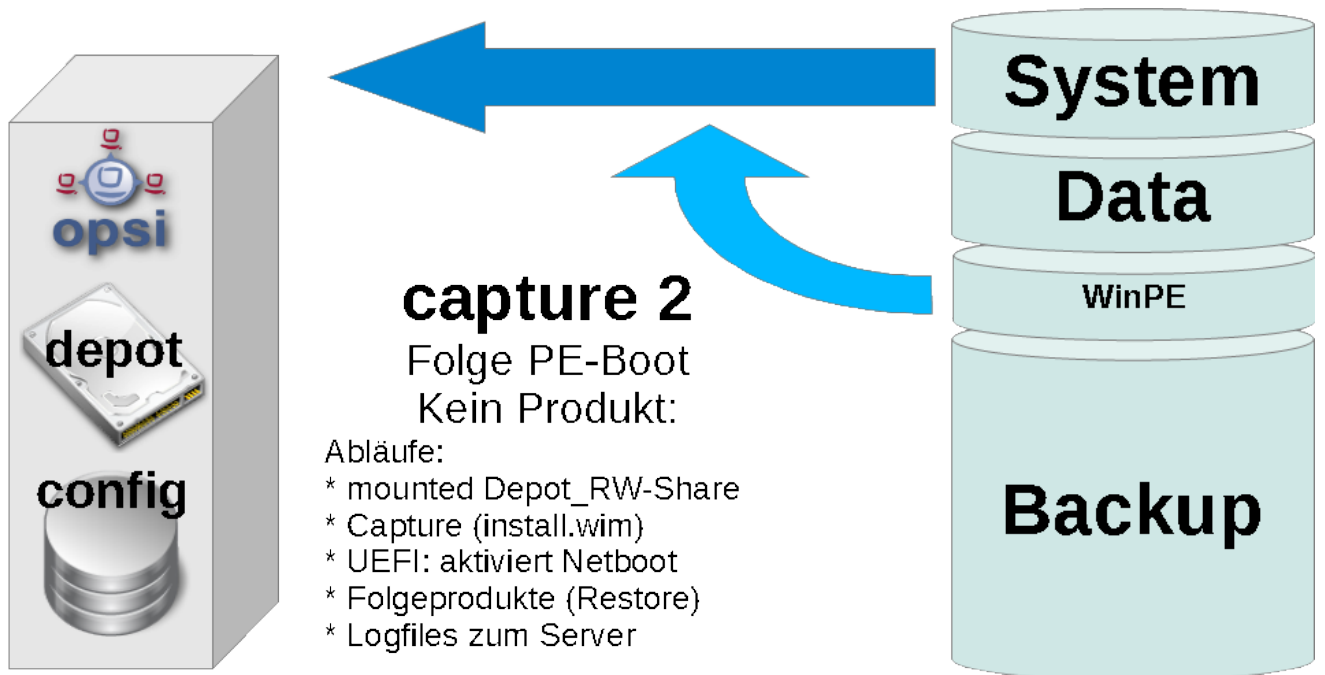 opsi
depot
config
capture 2
Folge PE-Boot
Kein Produkt:
Abläufe:
* mounted Depot_RW-Share
* Capture (install.wim)
* UEFI: aktiviert Netboot
* Folgeprodukte (Restore)
* Logfiles zum Server
System
Data
WinPE
Backup